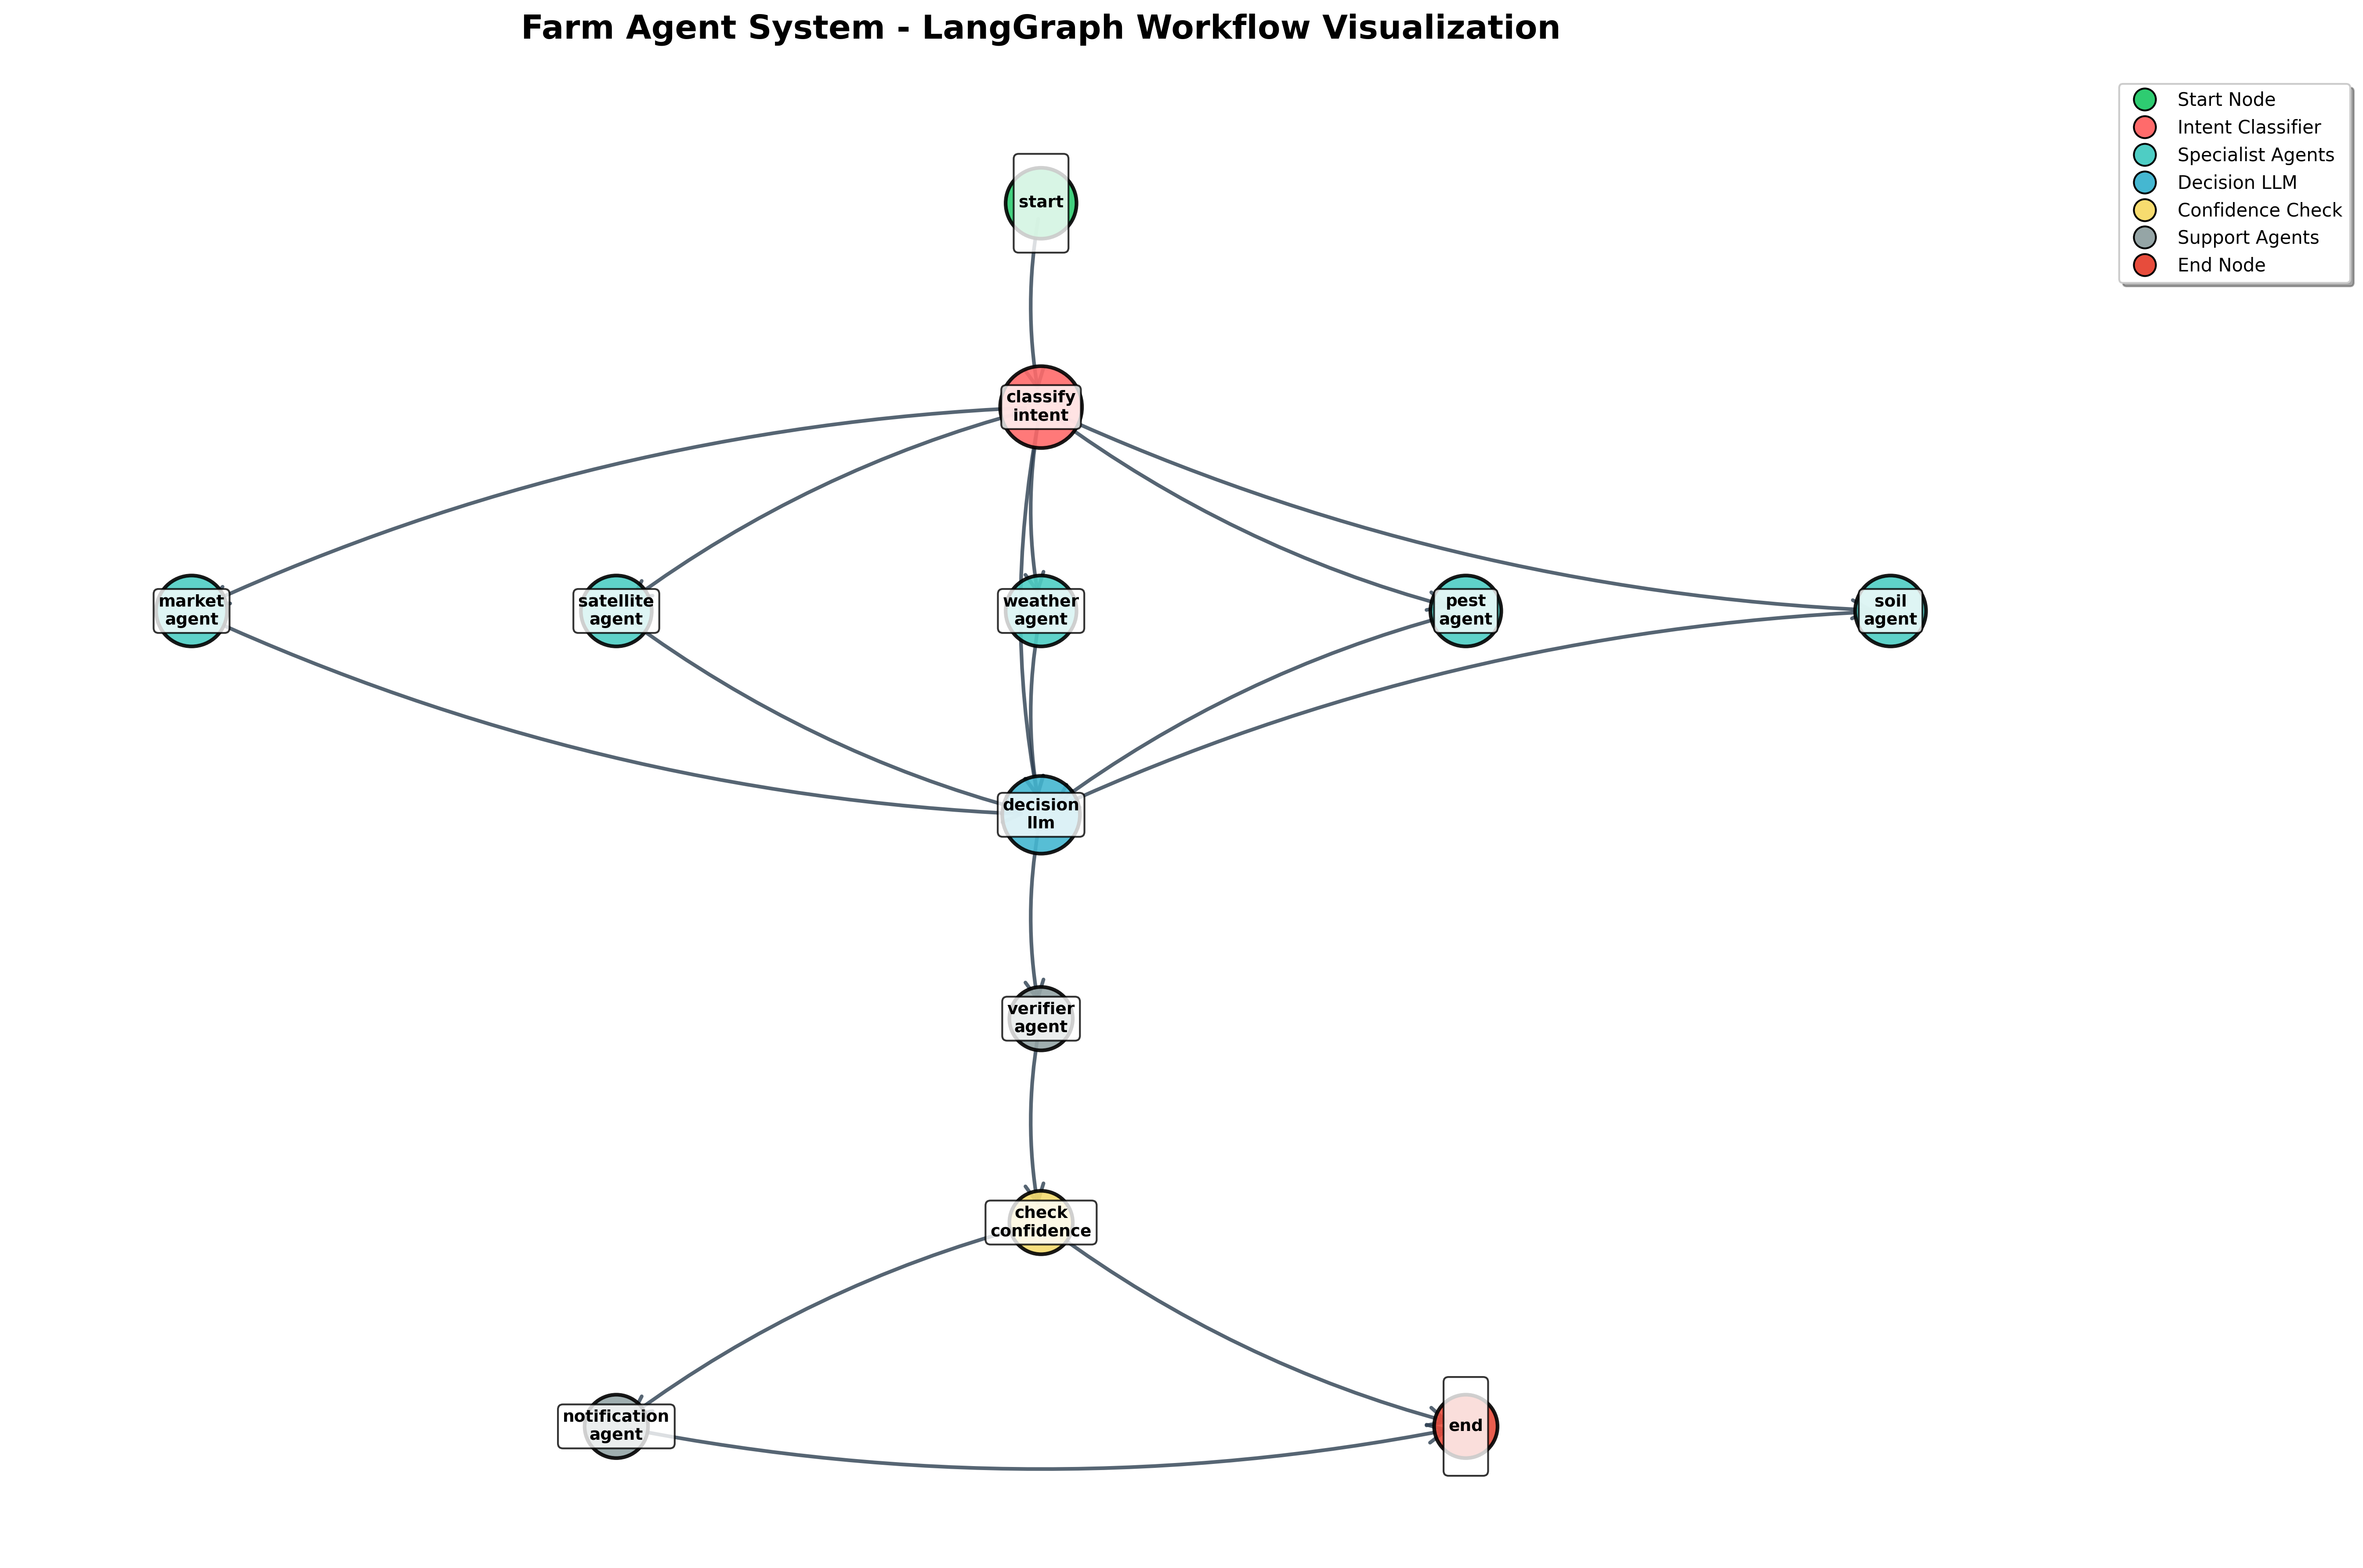 Farm Agent System - LangGraph Workflow Visualization
Start Node
Intent Classifier
Specialist Agents
Decision LLM
Confidence Check
Support Agents
End Node
start
classify
intent
market
agent
satellite
agent
weather
agent
pest
agent
soil
agent
decision
llm
verifier
agent
check
confidence
notification
agent
end